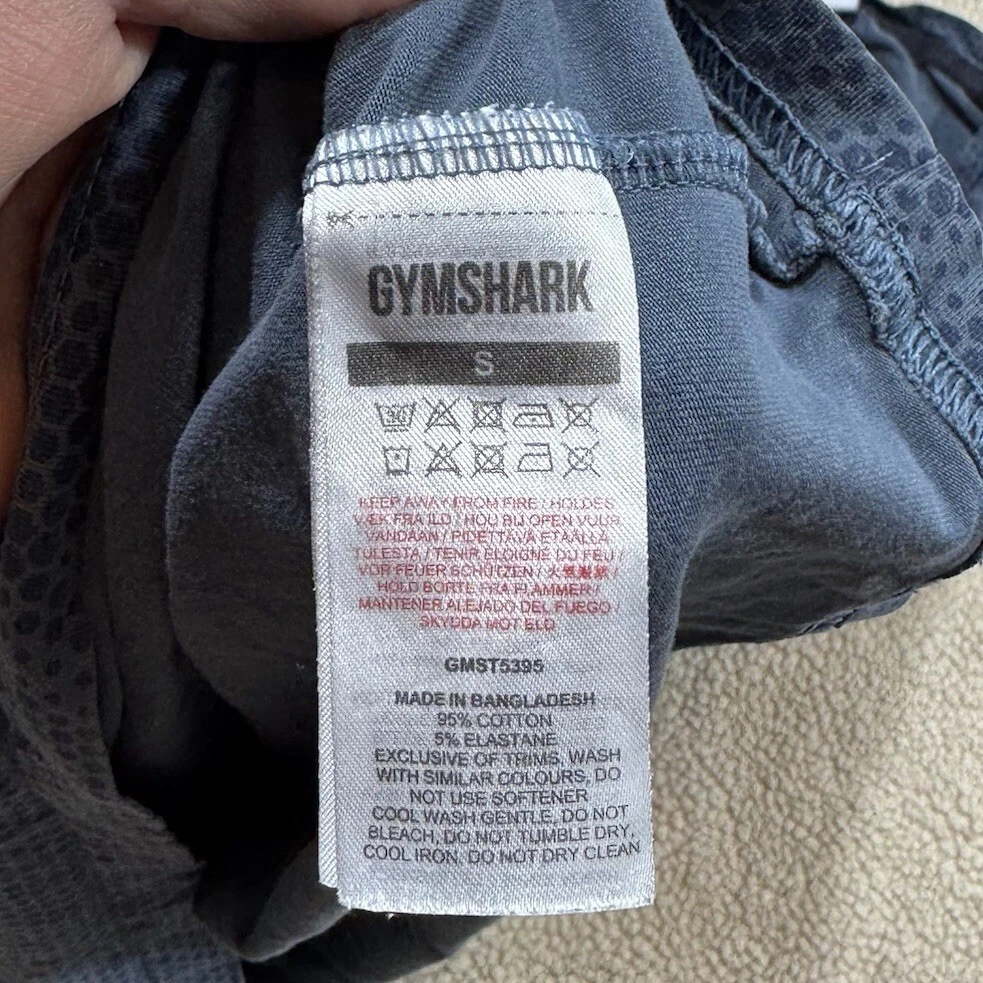 GYMSHARK
S
30
KEEP AWAY FROM FIRE / HOLDES
VÆK FRA ILD / HOU BIJ OPEN VUUR
VANDAAN / PIDETTÄVÄ ETÄÄLLÄ
TULESTA / TENIR ÉLOIGNÉ DU FEU /
VOR FEUER SCHÜTZEN / 火気
HOLD BORTE FRA FLAMMER /
MANTENER ALEJADO DEL FUEGO /
SKYDDA MOT ELD
GMST5395
MADE IN BANGLADESH
95% COTTON
5% ELASTANE
EXCLUSIVE OF TRIMS, WASH
WITH SIMILAR COLOURS, DO
NOT USE SOFTENER
COOL WASH GENTLE, DO NOT
BLEACH, DO NOT TUMBLE DRY,
COOL IRON, DO NOT DRY CLEAN